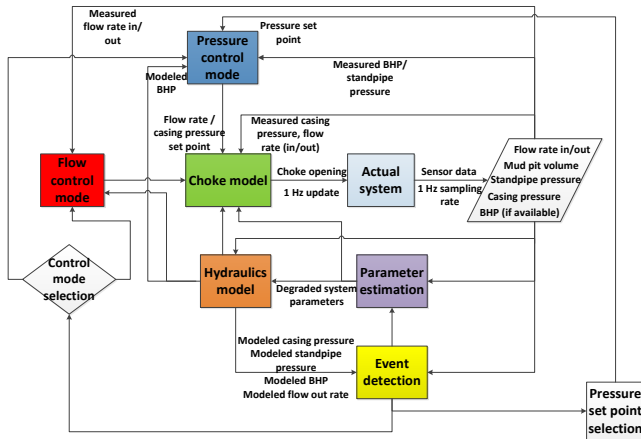 Measured
flow rate in/
out
Pressure set
point
Pressure
control
mode
Modeled
BHP
Measured BHP/
standpipe
pressure
Flow rate /
casing pressure
set point
Measured casing
pressure, flow
rate (in/out)
Flow
control
mode
Choke model
Choke opening
1 Hz update
Actual
system
Sensor data
1 Hz sampling
rate
Flow rate in/out
Mud pit volume
Standpipe pressure
Casing pressure
BHP (if available)
Control
mode
selection
Hydraulics
model
Degraded system
parameters
Parameter
estimation
Modeled casing pressure
Modeled standpipe
pressure
Modeled BHP
Modeled flow out rate
Event
detection
Pressure
set point
selection